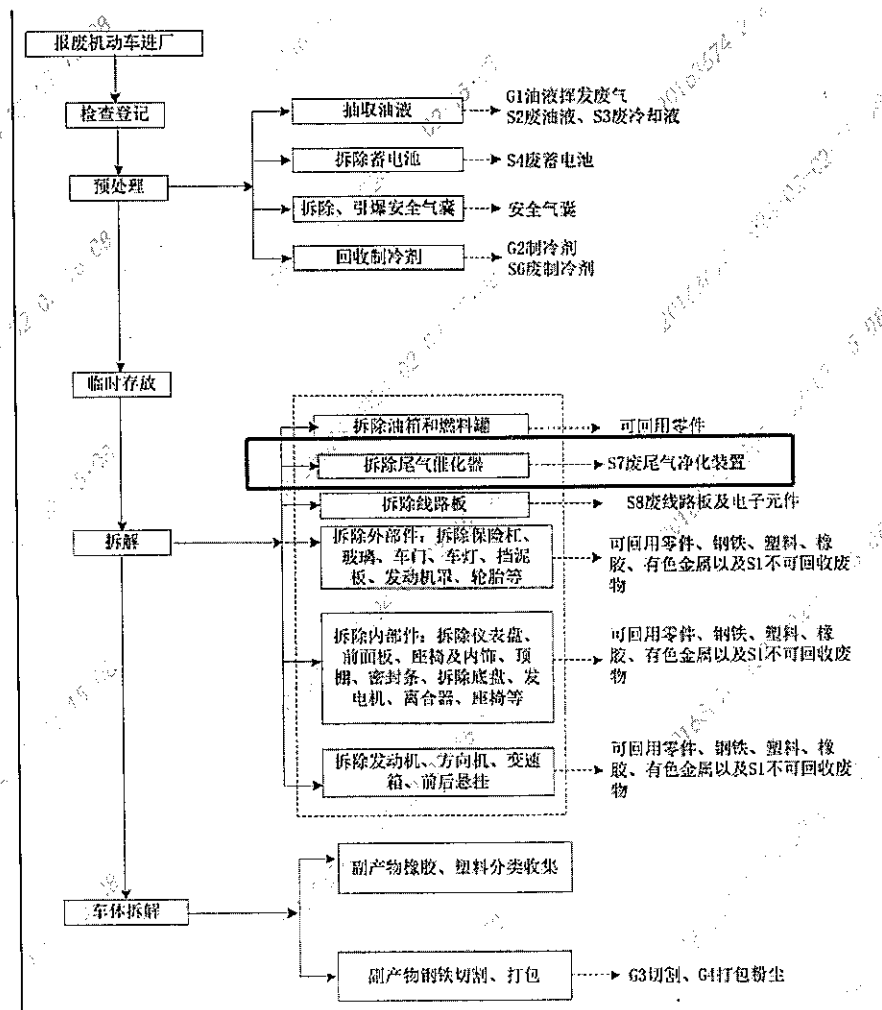 报废机动车进厂
检查登记
预处理
抽取油液
G1油液挥发废气
S2废油液、S3废冷却液
拆除蓄电池
S4废蓄电池
拆除、引爆安全气囊
安全气囊
回收制冷剂
G2制冷剂
S6废制冷剂
临时存放
拆除油箱和燃料罐
可回用零件
拆除尾气催化器
S7废尾气净化装置
拆除线路板
S8废线路板及电子元件
拆解
拆除外部件：拆除保险杠、
玻璃、车门、车灯、挡泥
板、发动机罩、轮胎等
可回用零件、钢铁、塑料、橡
胶、有色金属以及S1不可回收废
物
拆除内部件：拆除仪表盘、
前面板、座椅及内饰、顶
棚、密封条、拆除底盘、发
电机、离合器、座椅等
可回用零件、钢铁、塑料、橡
胶、有色金属以及S1不可回收废
物
拆除发动机、方向机、变速
箱、前后悬挂
可回用零件、钢铁、塑料、橡
胶、有色金属以及S1不可回收废
物
副产物橡胶、塑料分类收集
车体拆解
副产物钢铁切割、打包
G3切割、G4打包粉尘